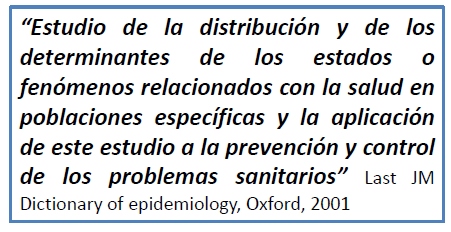 “Estudio de la distribución y de los
determinantes de los estados o
fenómenos relacionados con la salud en
poblaciones específicas y la aplicación
de este estudio a la prevención y control
de los problemas sanitarios” Last JM
Dictionary of epidemiology, Oxford, 2001